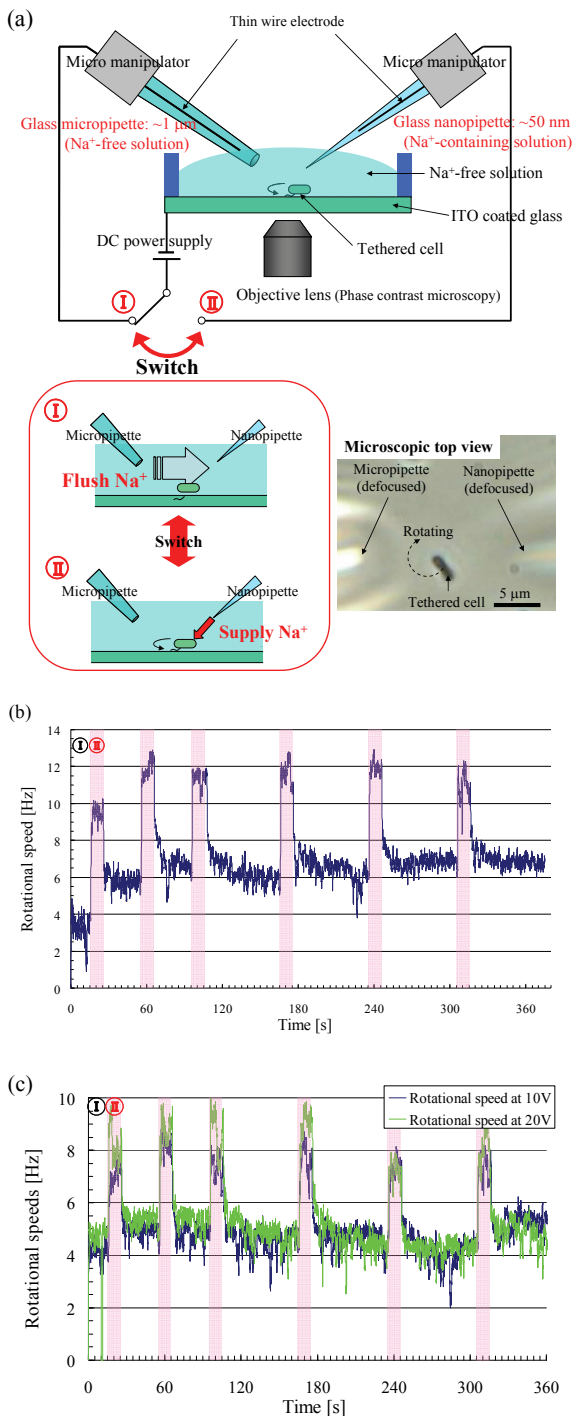 (a)
Thin wire electrode
Micro manipulator
Micro manipulator
Glass micropipette: ~1 μm
(Na⁺-free solution)
Glass nanopipette: ~50 nm
(Na⁺-containing solution)
Na⁺-free solution
ITO coated glass
DC power supply
Tethered cell
Ⅰ
Ⅱ
Objective lens (Phase contrast microscopy)
Switch
Ⅰ
Micropipette
Nanopipette
Flush Na⁺
Switch
Ⅱ
Micropipette
Nanopipette
Supply Na⁺
Microscopic top view
Micropipette
(defocused)
Nanopipette
(defocused)
Rotating
Tethered cell
5 μm
(b)
Ⅰ Ⅱ
Rotational speed [Hz]
14
12
10
8
6
4
2
0
0 60 120 180 240 300 360
Time [s]
(c)
Ⅰ Ⅱ
Rotational speed at 10V
Rotational speed at 20V
Rotational speeds [Hz]
10
8
6
4
2
0
0 60 120 180 240 300 360
Time [s]